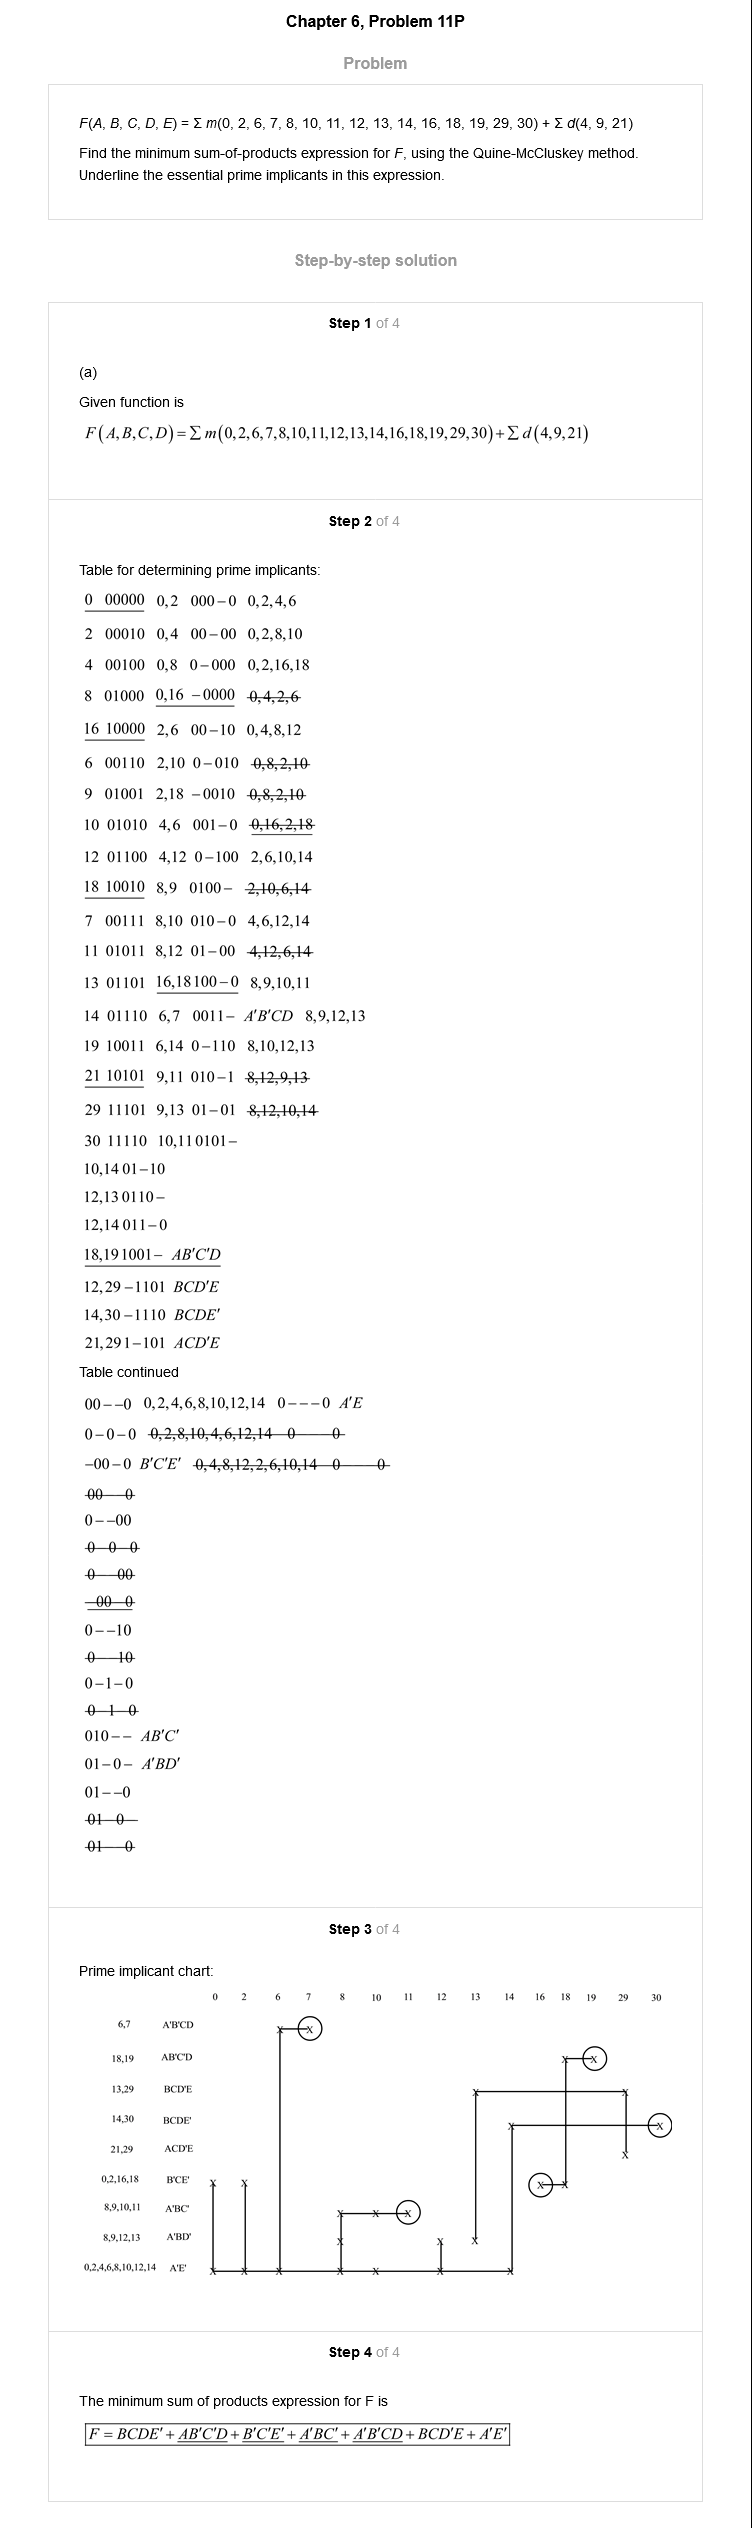 Chapter 6, Problem 11P
Problem
F(A, B, C, D, E) = Σ m(0, 2, 6, 7, 8, 10, 11, 12, 13, 14, 16, 18, 19, 29, 30) + Σ d(4, 9, 21)
Find the minimum sum-of-products expression for F, using the Quine-McCluskey method.
Underline the essential prime implicants in this expression.
Step-by-step solution
Step 1 of 4
(a)
Given function is
F(A,B,C,D)=Σm(0,2,6,7,8,10,11,12,13,14,16,18,19,29,30)+Σd(4,9,21)
Step 2 of 4
Table for determining prime implicants:
0 00000 0,2 000−0 0,2,4,6
2 00010 0,4 00−00 0,2,8,10
4 00100 0,8 0−000 0,2,16,18
8 01000 0,16 −0000 0,4,2,6
16 10000 2,6 00−10 0,4,8,12
6 00110 2,10 0−010 0,8,2,10
9 01001 2,18 −0010 0,8,2,10
10 01010 4,6 001−0 0,16,2,18
12 01100 4,12 0−100 2,6,10,14
18 10010 8,9 0100− 2,10,6,14
7 00111 8,10 010−0 4,6,12,14
11 01011 8,12 01−00 4,12,6,14
13 01101 16,18 100−0 8,9,10,11
14 01110 6,7 0011− A'B'CD 8,9,12,13
19 10011 6,14 0−110 8,10,12,13
21 10101 9,11 010−1 8,12,9,13
29 11101 9,13 01−01 8,12,10,14
30 11110 10,11 0101−
10,14 01−10
12,13 0110−
12,14 011−0
18,19 1001− AB'C'D
12,29 −1101 BCD'E
14,30 −1110 BCDE'
21,29 1−101 ACD'E
Table continued
00−−0 0,2,4,6,8,10,12,14 0−−−0 A'E
0−0−0 0,2,8,10,4,6,12,14 0−−−0
−00−0 B'C'E' 0,4,8,12,2,6,10,14 0−−−0
00−−0
0−−00
0−0−0
0−−00
−00−0
0−−10
0−−10
0−1−0
0−1−0
010−− AB'C'
01−0− A'BD'
01−−0
01−0−
01−−0
Step 3 of 4
Prime implicant chart:
0 2 6 7 8 10 11 12 13 14 16 18 19 29 30
6,7 A'B'CD x x
18,19 AB'C'D x x
13,29 BCD'E x x
14,30 BCDE' x x
21,29 ACD'E x
0,2,16,18 B'CE' x x x x
8,9,10,11 A'BC' x x x
8,9,12,13 A'BD' x x x
0,2,4,6,8,10,12,14 A'E' x x x x x x x
Step 4 of 4
The minimum sum of products expression for F is
F = BCDE' + AB'C'D + B'C'E' + A'BC' + A'B'CD + BCD'E + A'E'